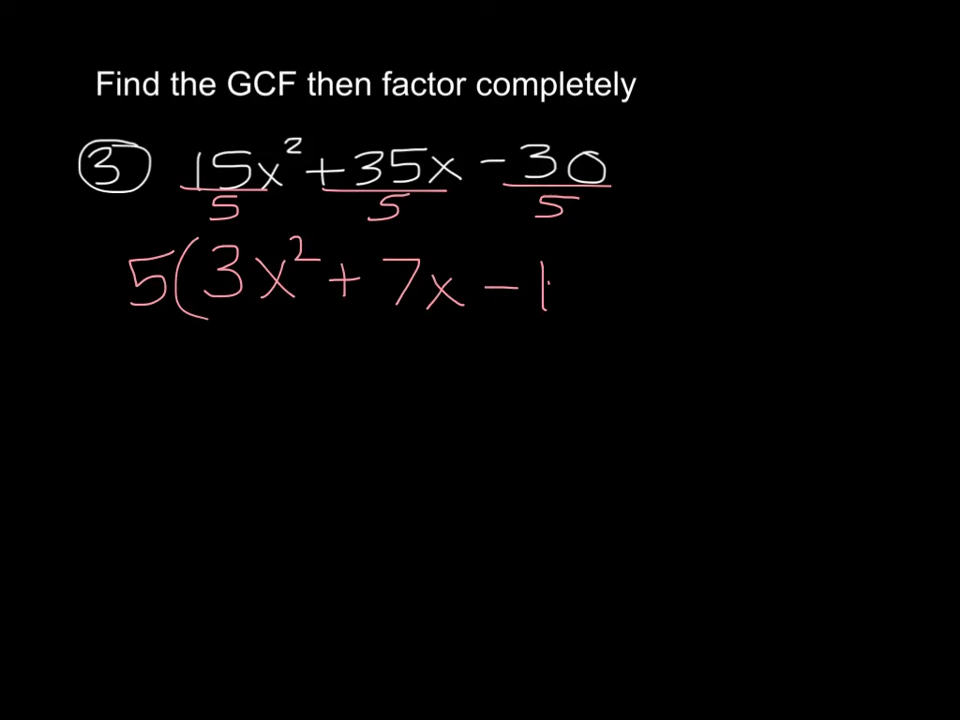 Find the GCF then factor completely
3 15x² + 35x - 30
5 5 5
5(3x² + 7x - 1